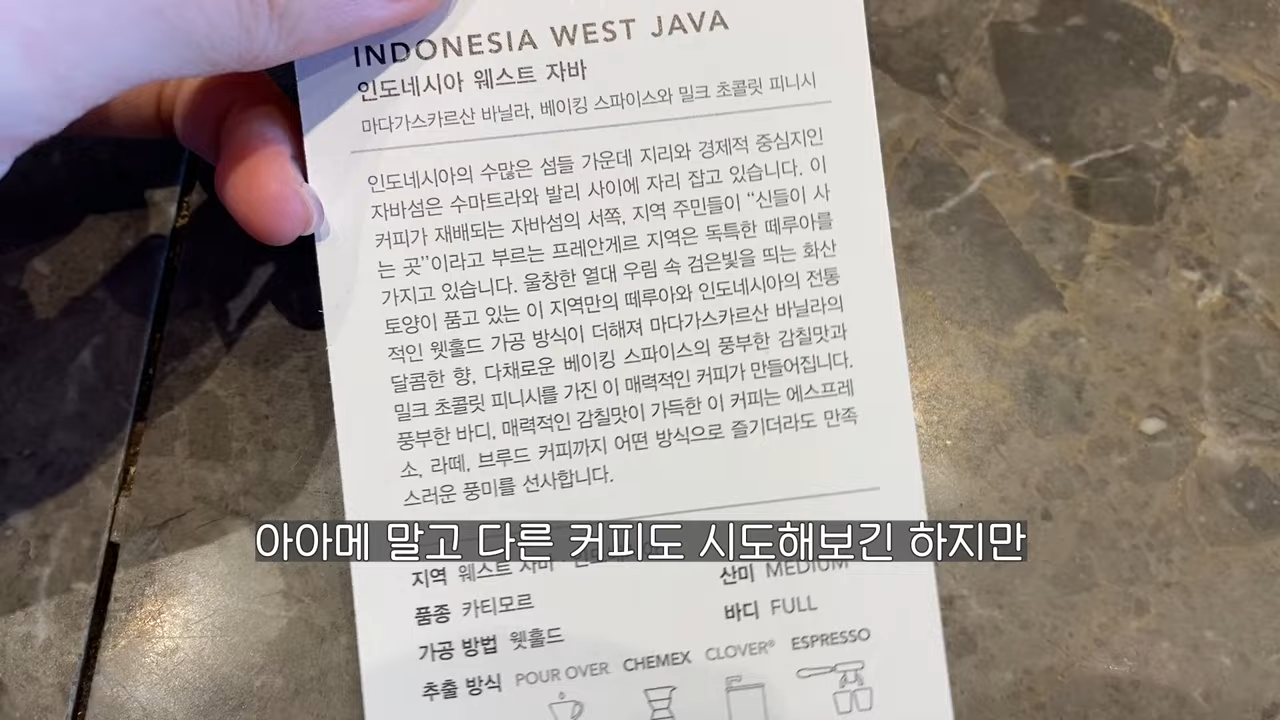 INDONESIA WEST JAVA
인도네시아 웨스트 자바
마다가스카르산 바닐라, 베이킹 스파이스와 밀크 초콜릿 피니시
인도네시아의 수많은 섬들 가운데 지리와 경제적 중심지인
자바섬은 수마트라와 발리 사이에 자리 잡고 있습니다. 이
커피가 재배되는 자바섬의 서쪽, 지역 주민들이 “신들이 사
는 곳”이라고 부르는 프레안게르 지역은 독특한 떼루아를
가지고 있습니다. 울창한 열대 우림 속 검은빛을 띄는 화산
토양이 품고 있는 이 지역만의 떼루아와 인도네시아의 전통
적인 웻훌드 가공 방식이 더해져 마다가스카르산 바닐라의
달콤한 향, 다채로운 베이킹 스파이스의 풍부한 감칠맛과
밀크 초콜릿 피니시를 가진 이 매력적인 커피가 만들어집니다.
풍부한 바디, 매력적인 감칠맛이 가득한 이 커피는 에스프레
소, 라떼, 브루드 커피까지 어떤 방식으로 즐기더라도 만족
스러운 풍미를 선사합니다.
아아메 말고 다른 커피도 시도해보긴 하지만
지역 웨스트 자바 산미 MEDIUM
품종 카티모르 바디 FULL
가공 방법 웻훌드
추출 방식 POUR OVER CHEMEX CLOVER® ESPRESSO